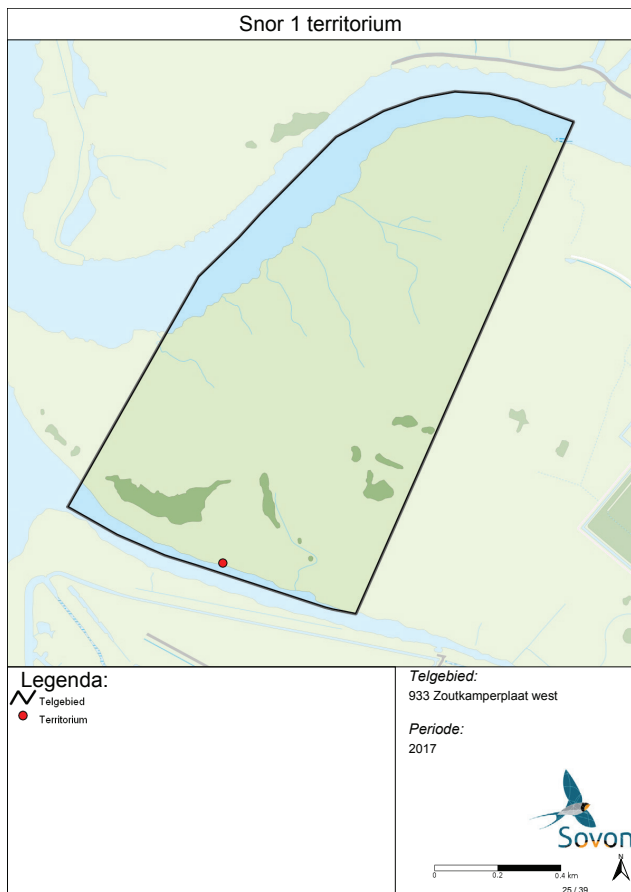 Snor 1 territorium
Legenda:
Telgebied
Territorium
Telgebied:
933 Zoutkamperplaat west
Periode:
2017
Sovon
N
0 0.2 0.4 km
25 / 39